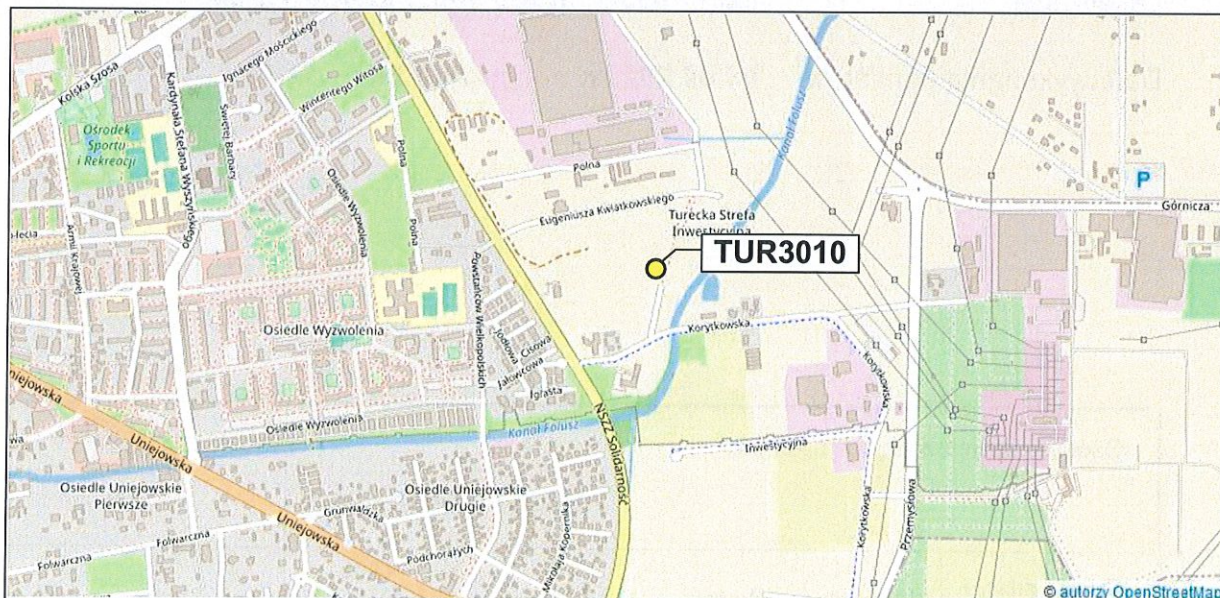 Kolska Szosa
Ignacego Mościckiego
Wincentego Witosa
Kardynała Stefana Wyszyńskiego
Świętej Barbary
Ośrodek
Sportu
i Rekreacji
Polna
Polna
Osiedle Wyzwolenia
Polna
Eugeniusza Kwiatkowskiego
Kanał Folusz
P
Górnicza
Turecka Strefa
Inwestycyjna
TUR3010
Armii Krajowej
Powstańców Wielkopolskich
Osiedle Wyzwolenia
Jodłowa
Cisowa
Jałowcowa
Iglasta
Korytkowska
Korytkowska
NSZZ Solidarność
Osiedle Wyzwolenia
Kanał Folusz
Inwestycyjna
Uniejowska
Osiedle Uniejowskie
Pierwsze
Osiedle Uniejowskie
Drugie
Grunwaldzka
Uniejowska
Folwarczna
Folwarczna
Podchorążych
Mikołaja Kopernika
Korytkowska
Przemysłowa
© autorzy OpenStreetMap